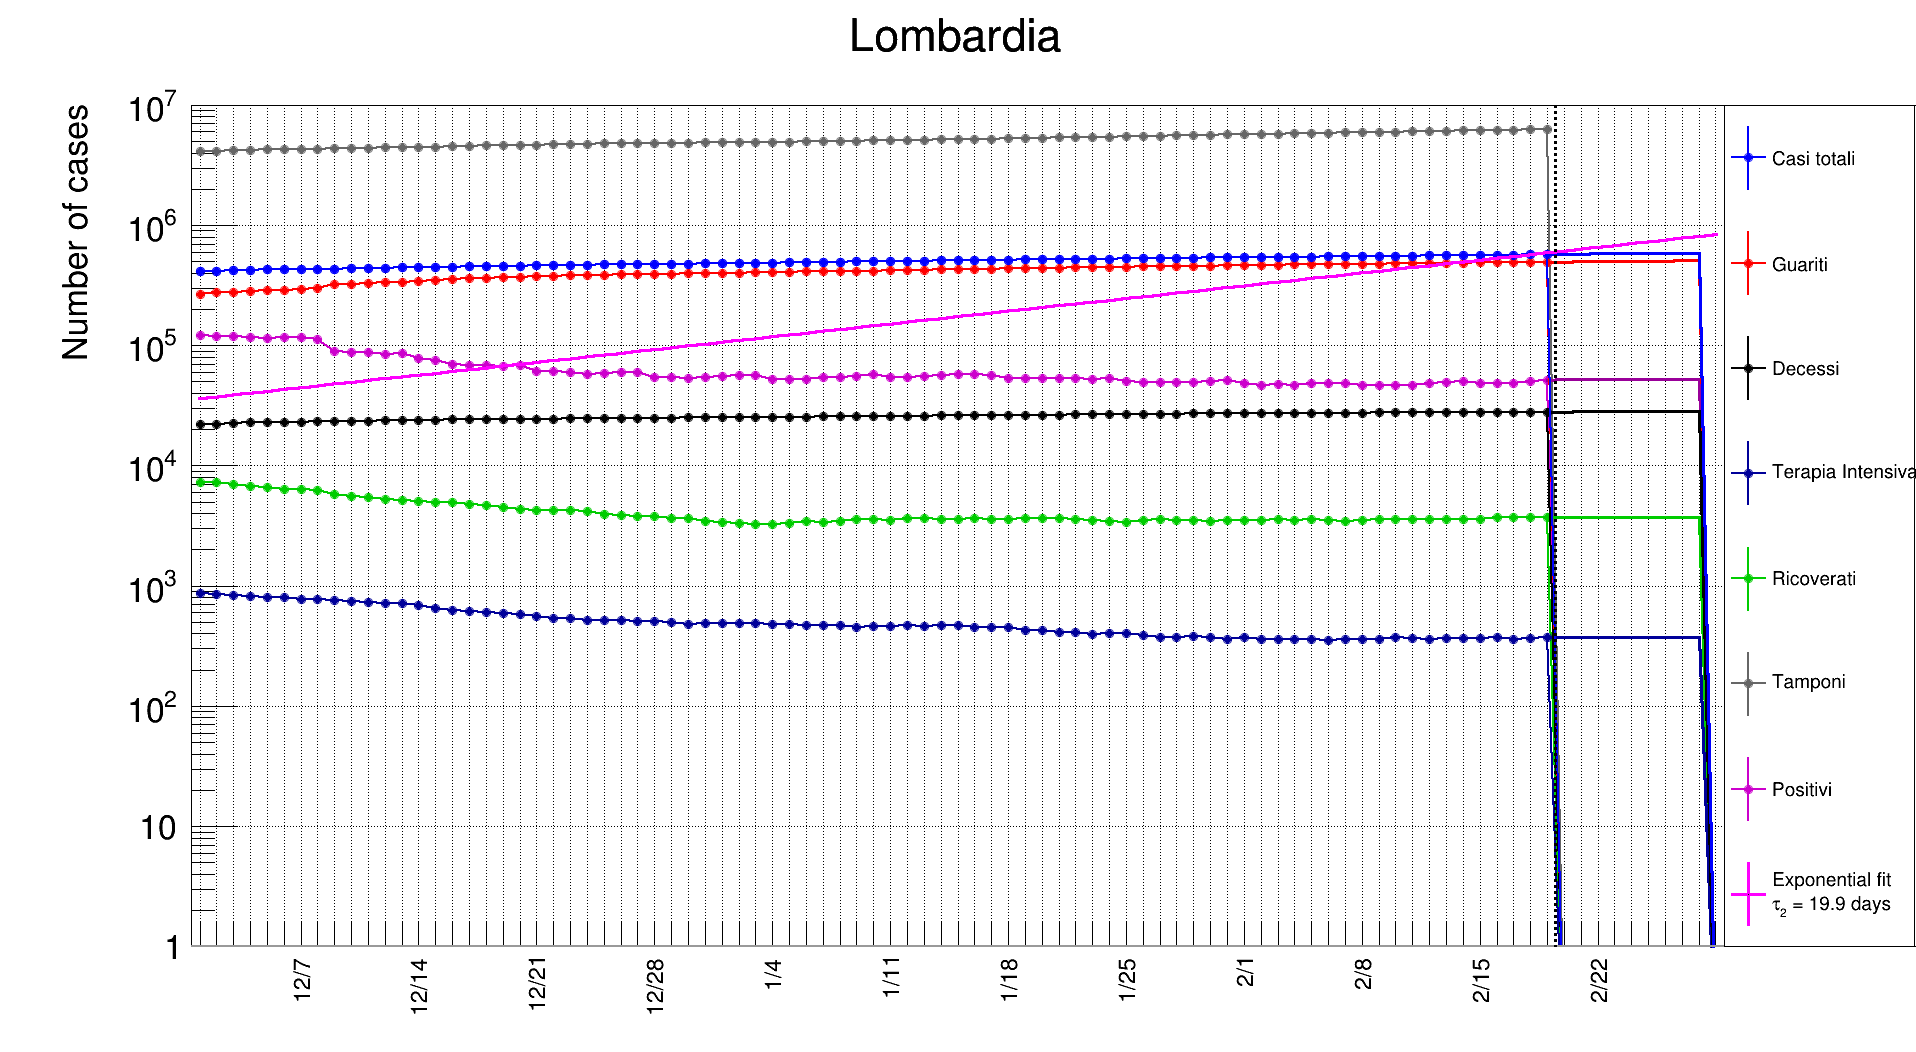 Lombardia
Number of cases
10^7
10^6
10^5
10^4
10^3
10^2
10
1
12/7
12/14
12/21
12/28
1/4
1/11
1/18
1/25
2/1
2/8
2/15
2/22
Casi totali
Guariti
Decessi
Terapia Intensiva
Ricoverati
Tamponi
Positivi
Exponential fit
τ₂ = 19.9 days